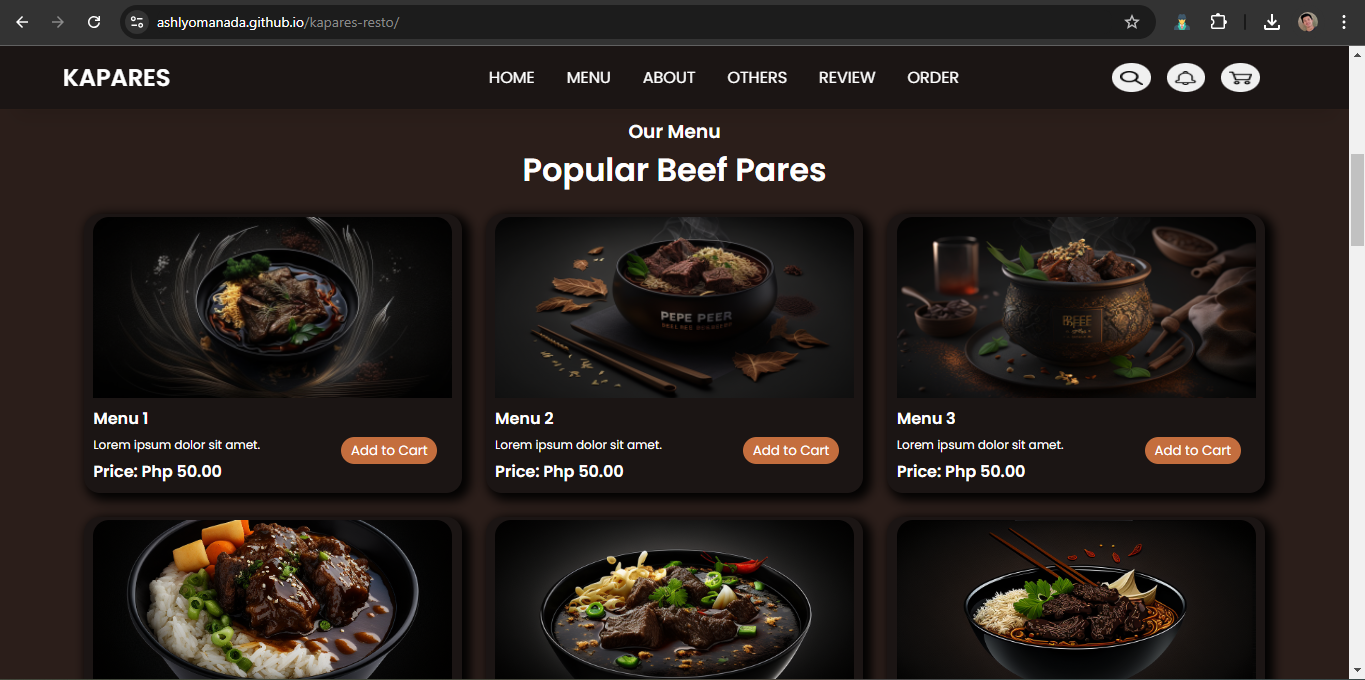 ashlyomanada.github.io/kapares-resto/
KAPARES
HOME MENU ABOUT OTHERS REVIEW ORDER
Our Menu
Popular Beef Pares
PEPE PEER
Menu 1
Lorem ipsum dolor sit amet.
Add to Cart
Price: Php 50.00
Menu 2
Lorem ipsum dolor sit amet.
Add to Cart
Price: Php 50.00
Menu 3
Lorem ipsum dolor sit amet.
Add to Cart
Price: Php 50.00